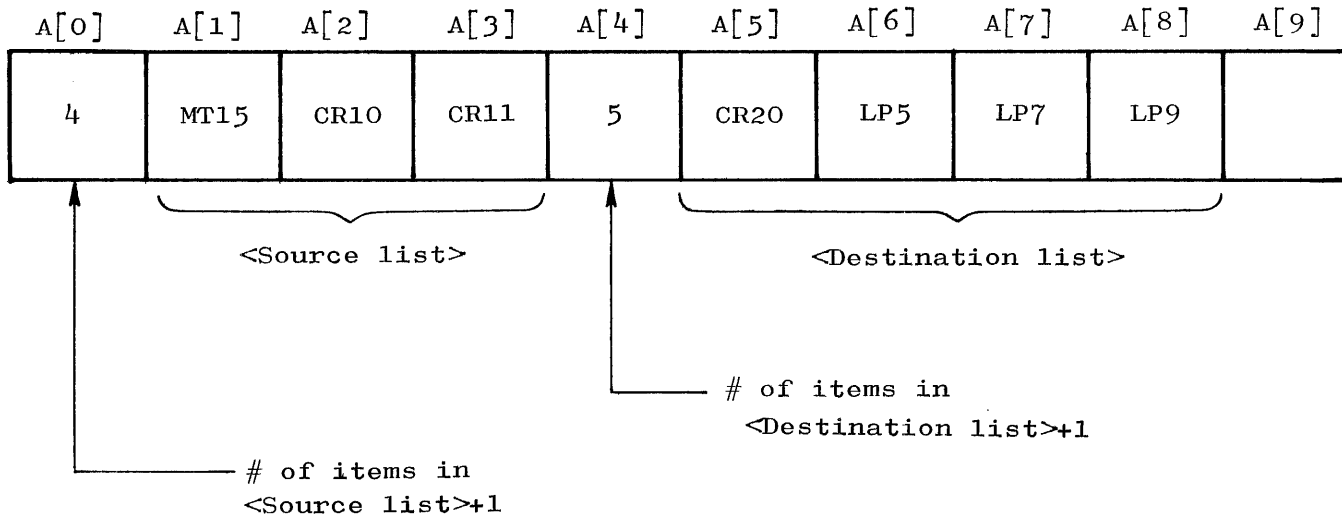 A[0] A[1] A[2] A[3] A[4] A[5] A[6] A[7] A[8] A[9]
4 MT15 CR10 CR11 5 CR20 LP5 LP7 LP9
<Source list> <Destination list>
# of items in
<Destination list>+1
# of items in
<Source list>+1